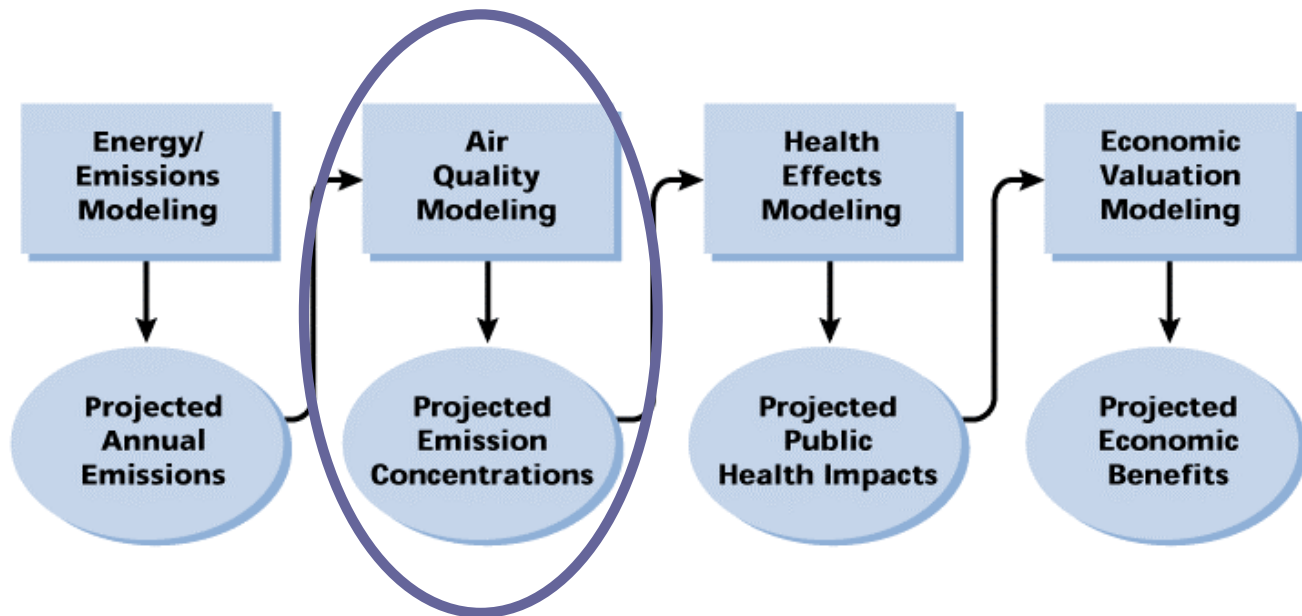 Energy/
Emissions
Modeling
Air
Quality
Modeling
Health
Effects
Modeling
Economic
Valuation
Modeling
Projected
Annual
Emissions
Projected
Emission
Concentrations
Projected
Public
Health Impacts
Projected
Economic
Benefits